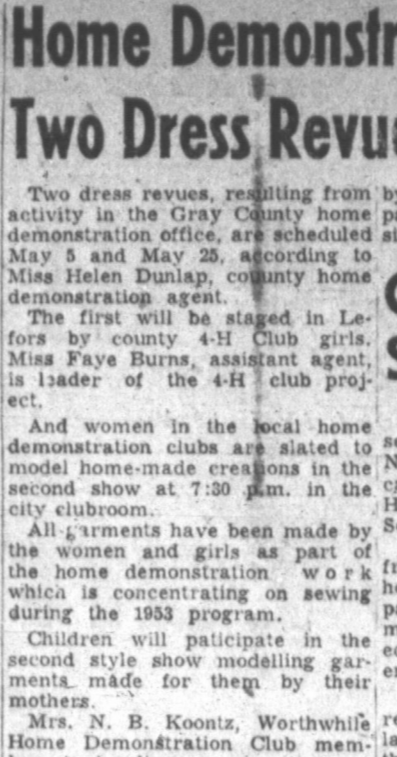 Home Demonstr
Two Dress Revu
Two dress revues, resulting from
activity in the Gray County home
demonstration office, are scheduled
May 5 and May 25, according to
Miss Helen Dunlap, couunty home
demonstration agent.
The first will be staged in Le-
fors by county 4-H Club girls.
Miss Faye Burns, assistant agent,
is leader of the 4-H club proj-
ect.
And women in the local home
demonstration clubs are slated to
model home-made creations in the
second show at 7:30 p.m. in the
city clubroom.
All garments have been made by
the women and girls as part of
the home demonstration work
which is concentrating on sewing
during the 1953 program.
Children will paticipate in the
second style show modelling gar-
ments made for them by their
mothers.
Mrs. N. B. Koontz, Worthwhile
Home Demonstration Club mem-